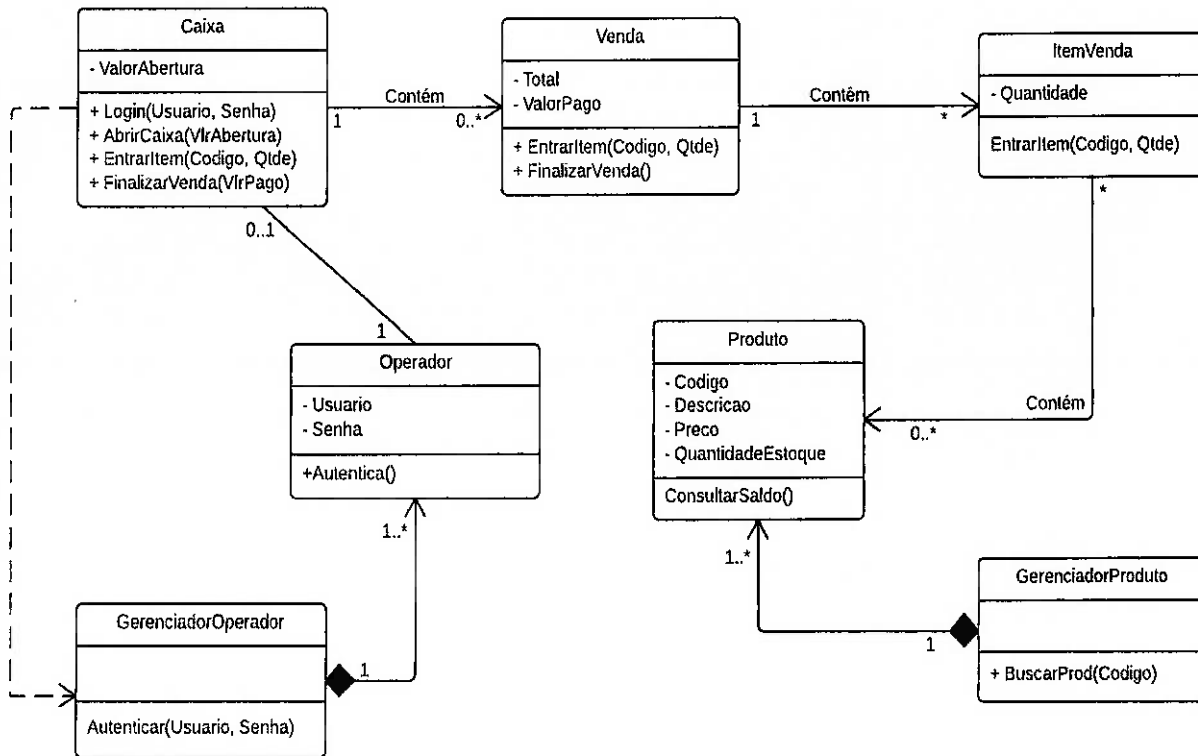 Caixa
- ValorAbertura
+ Login(Usuario, Senha)
+ AbrirCaixa(VlrAbertura)
+ EntrarItem(Codigo, Qtde)
+ FinalizarVenda(VlrPago)
Contém
1
0..*
Venda
- Total
- ValorPago
+ EntrarItem(Codigo, Qtde)
+ FinalizarVenda()
Contêm
1
*
ItemVenda
- Quantidade
EntrarItem(Codigo, Qtde)
*
0..1
1
Operador
- Usuario
- Senha
+Autentica()
1..*
Produto
- Codigo
- Descricao
- Preco
- QuantidadeEstoque
ConsultarSaldo()
Contém
0..*
1..*
GerenciadorOperador
Autenticar(Usuario, Senha)
1
GerenciadorProduto
+ BuscarProd(Codigo)
1